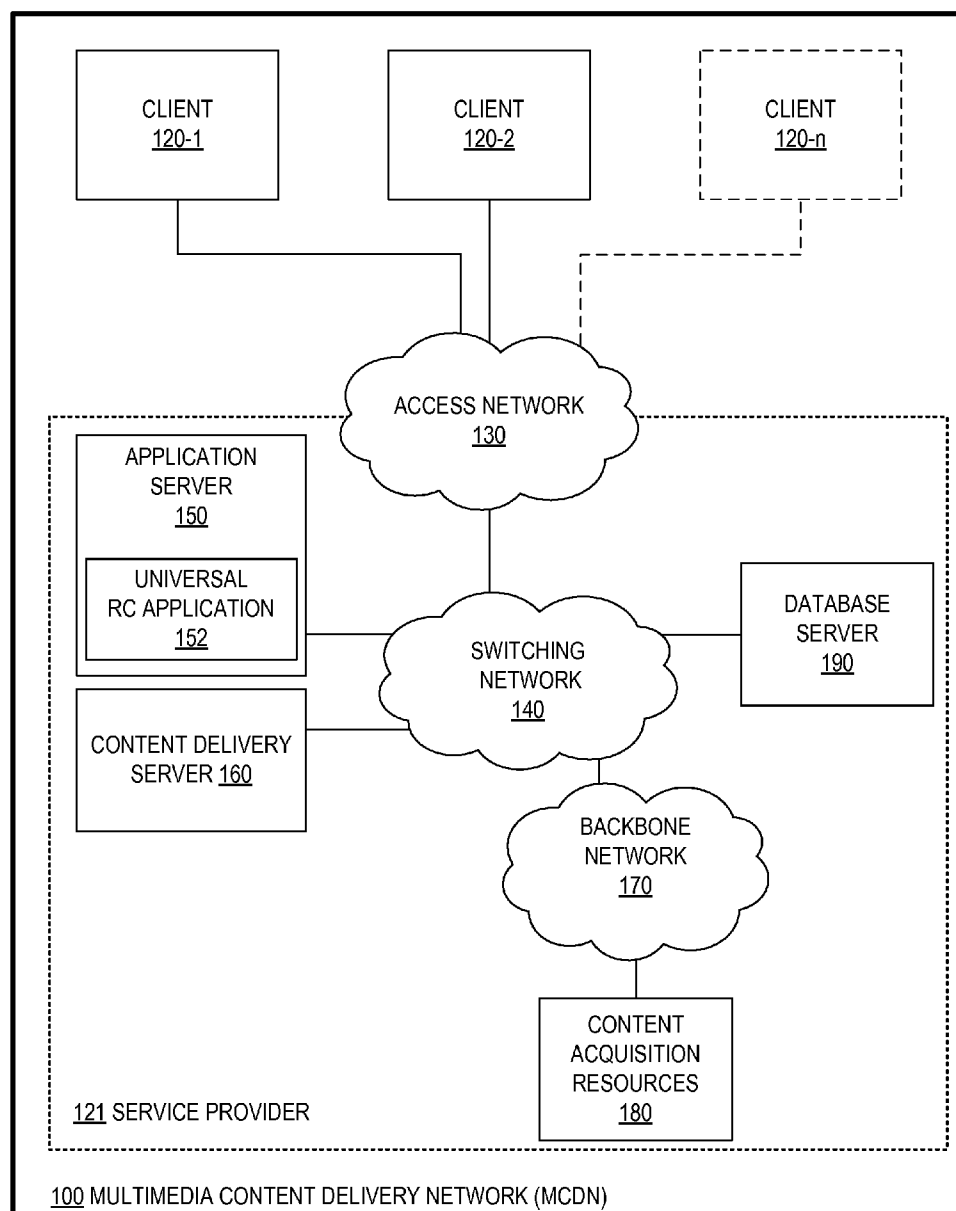 CLIENT
120-1
CLIENT
120-2
CLIENT
120-n
ACCESS NETWORK
130
APPLICATION
SERVER
150
UNIVERSAL
RC APPLICATION
152
SWITCHING
NETWORK
140
DATABASE
SERVER
190
CONTENT DELIVERY
SERVER 160
BACKBONE
NETWORK
170
CONTENT
ACQUISITION
RESOURCES
180
121 SERVICE PROVIDER
100 MULTIMEDIA CONTENT DELIVERY NETWORK (MCDN)